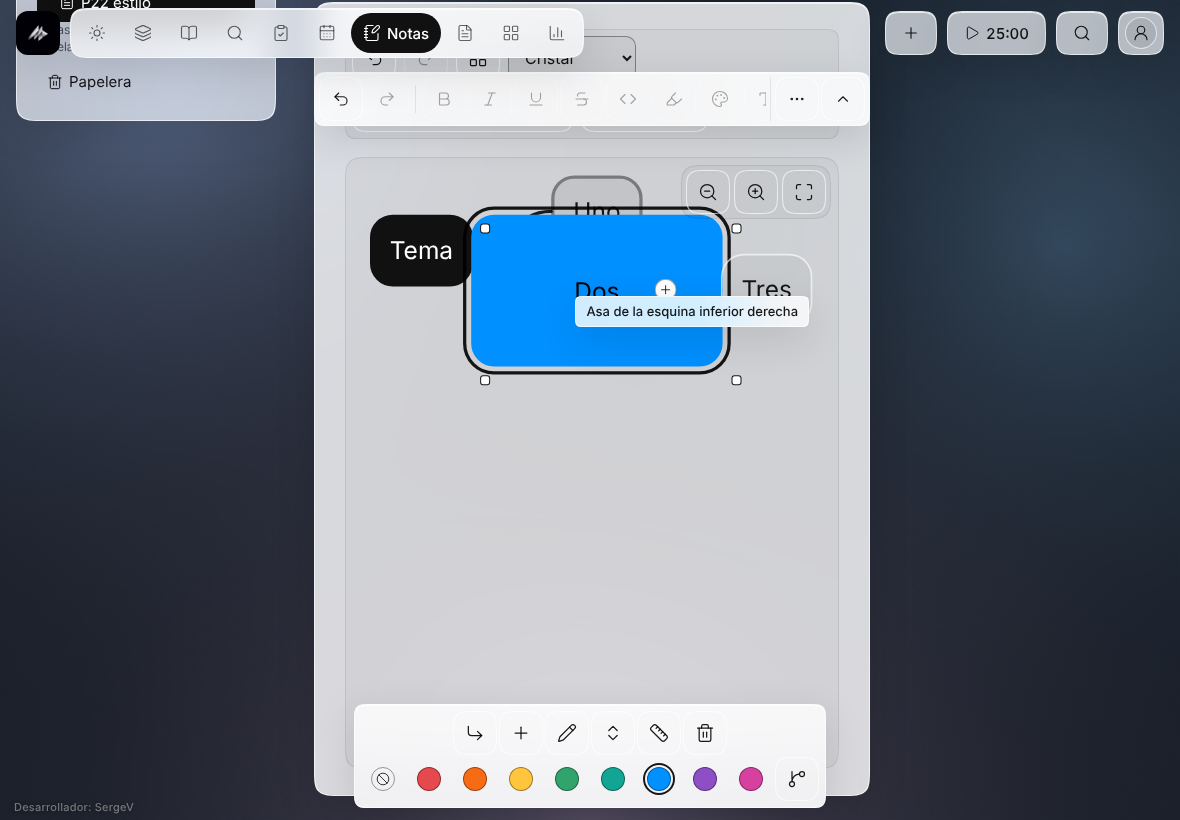 P22 estilo
Papelera
Notas
25:00
Cristal
Uno
Tema
Dos
Tres
Asa de la esquina inferior derecha
Desarrollador: SergeV